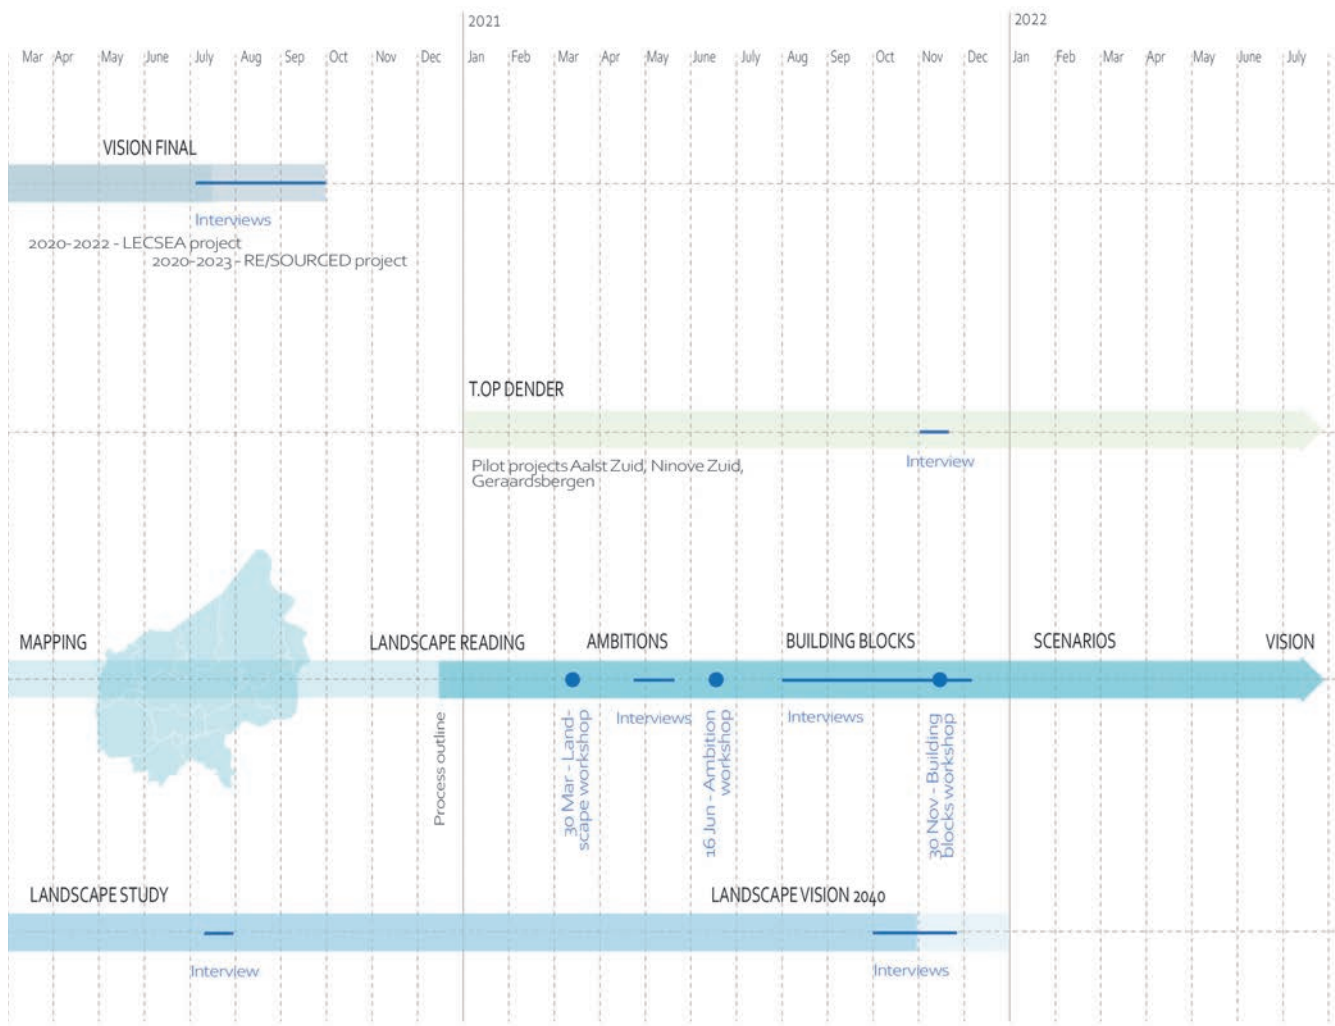 2021
2022
Mar Apr May June July Aug Sep Oct Nov Dec Jan Feb Mar Apr May June July Aug Sep Oct Nov Dec Jan Feb Mar Apr May June July
VISION FINAL
Interviews
2020-2022 - LECSEA project
2020-2023 - RE/SOURCED project
T.OP DENDER
Interview
Pilot projects Aalst Zuid, Ninove Zuid,
Geraardsbergen
MAPPING
LANDSCAPE READING
AMBITIONS
BUILDING BLOCKS
SCENARIOS
VISION
Process outline
30 Mar - Land-
scape workshop
Interviews
16 Jun - Ambition
workshop
Interviews
30 Nov - Building
blocks workshop
LANDSCAPE STUDY
LANDSCAPE VISION 2040
Interview
Interviews